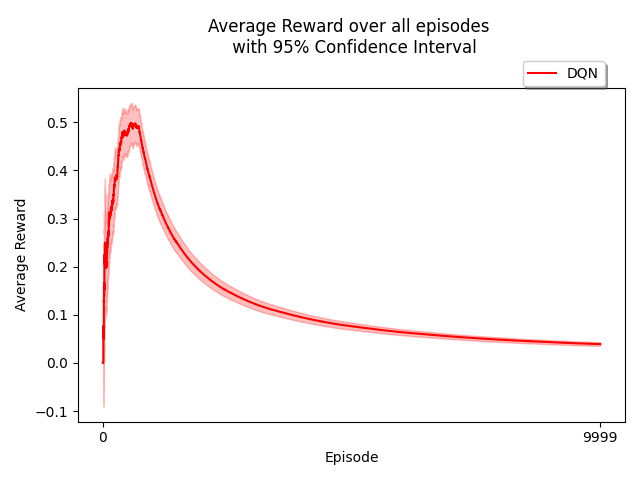 Average Reward over all episodes
with 95% Confidence Interval
DQN
Average Reward
0.5
0.4
0.3
0.2
0.1
0.0
−0.1
0
9999
Episode